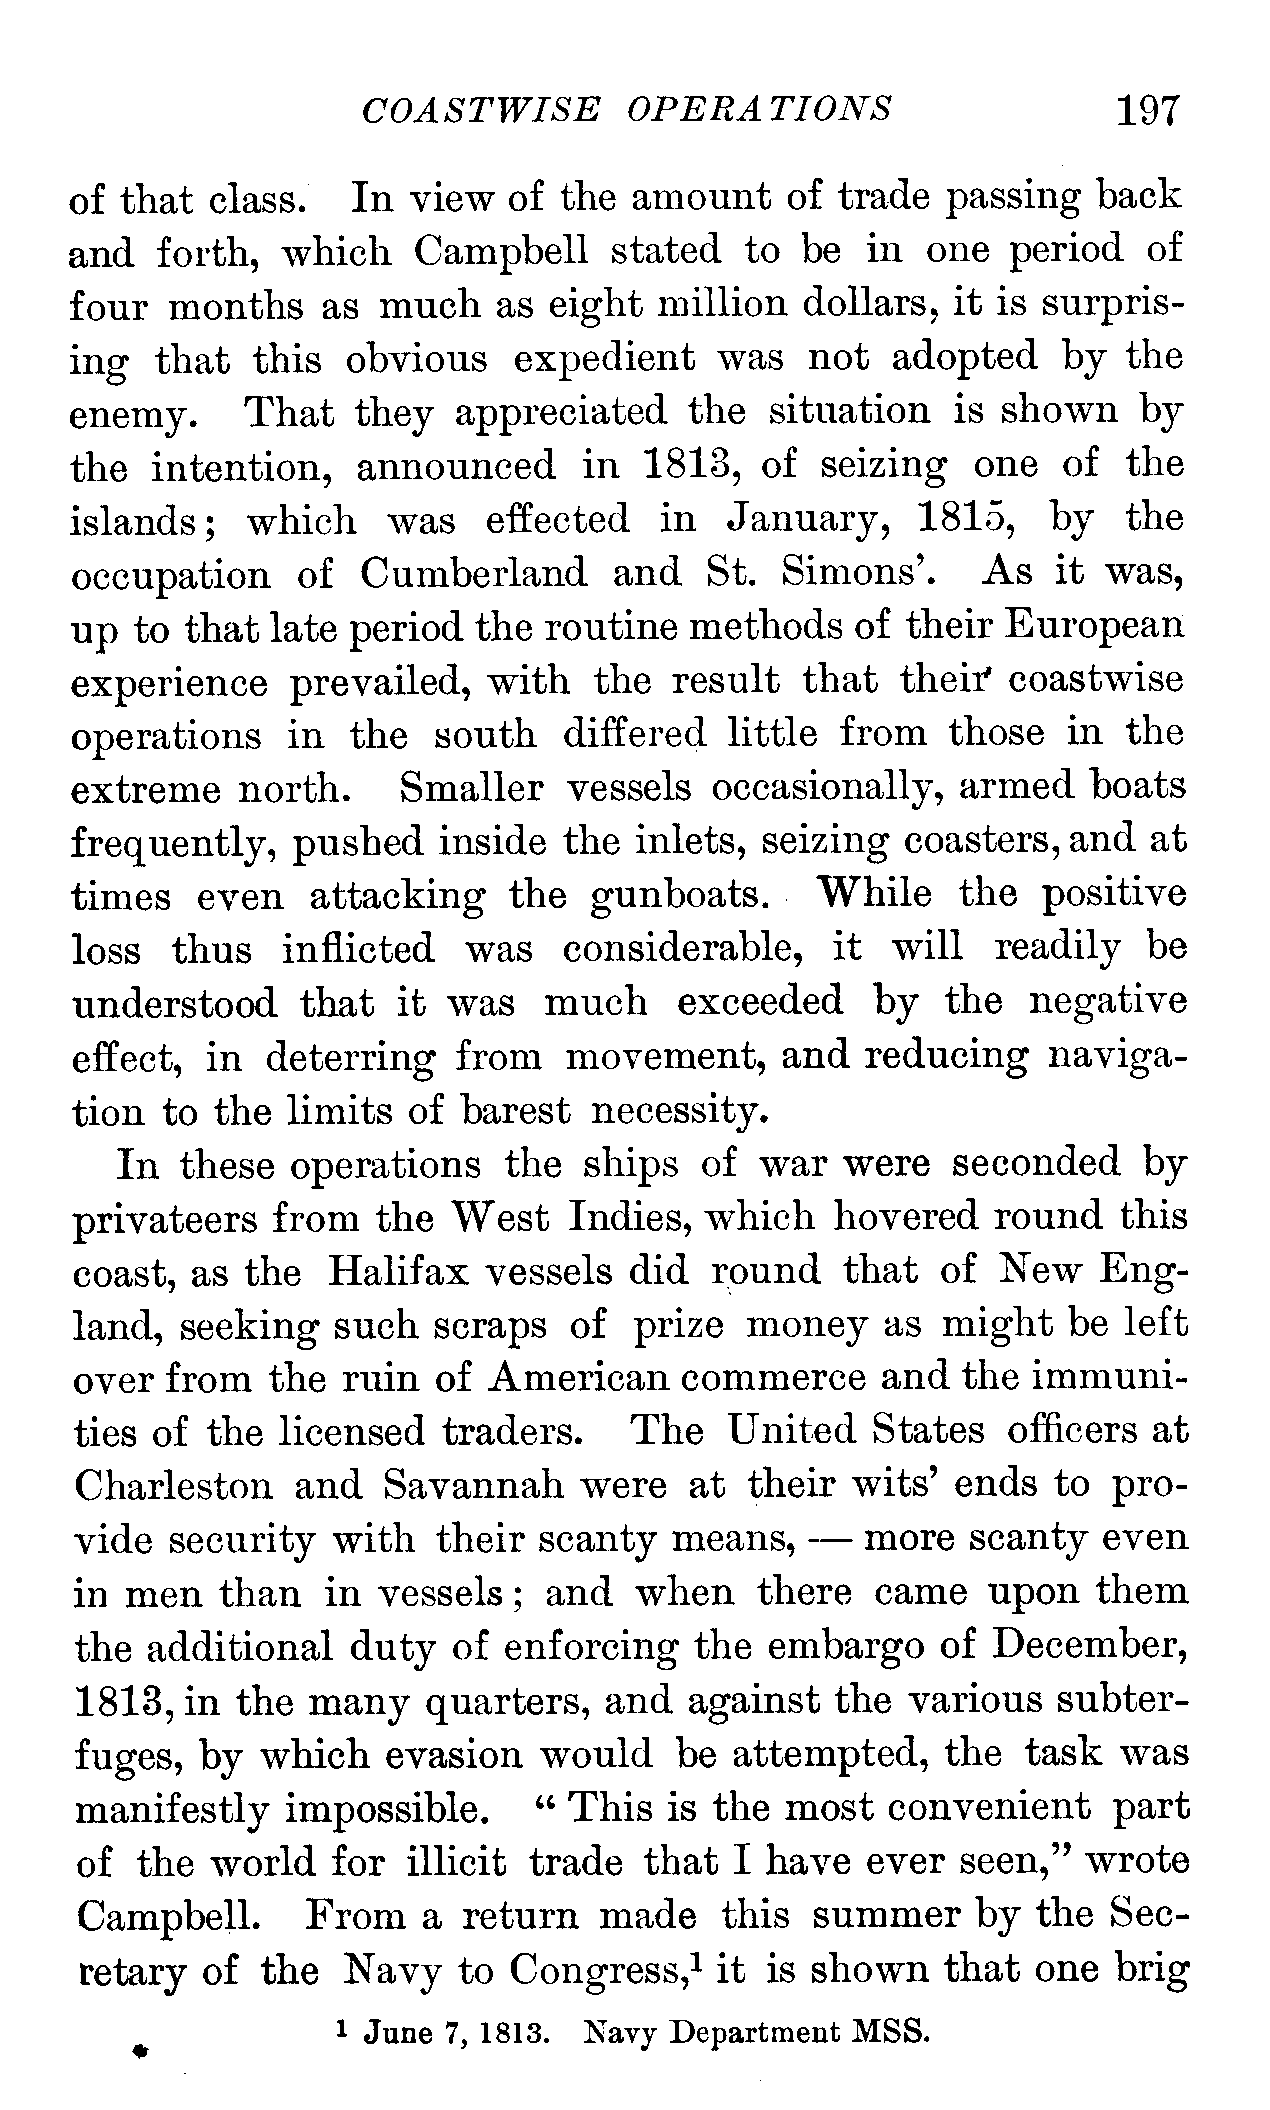 COASTWISE OPERATIONS 197
of that class. In view of the amount of trade passing back
and forth, which Campbell stated to be in one period of
four months as much as eight million dollars, it is surpris-
ing that this obvious expedient was not adopted by the
enemy. That they appreciated the situation is shown by
the intention, announced in 1813, of seizing one of the
islands; which was effected in January, 1815, by the
occupation of Cumberland and St. Simons’. As it was,
up to that late period the routine methods of their European
experience prevailed, with the result that their coastwise
operations in the south differed little from those in the
extreme north. Smaller vessels occasionally, armed boats
frequently, pushed inside the inlets, seizing coasters, and at
times even attacking the gunboats. While the positive
loss thus inflicted was considerable, it will readily be
understood that it was much exceeded by the negative
effect, in deterring from movement, and reducing naviga-
tion to the limits of barest necessity.
In these operations the ships of war were seconded by
privateers from the West Indies, which hovered round this
coast, as the Halifax vessels did round that of New Eng-
land, seeking such scraps of prize money as might be left
over from the ruin of American commerce and the immuni-
ties of the licensed traders. The United States officers at
Charleston and Savannah were at their wits’ ends to pro-
vide security with their scanty means, — more scanty even
in men than in vessels; and when there came upon them
the additional duty of enforcing the embargo of December,
1813, in the many quarters, and against the various subter-
fuges, by which evasion would be attempted, the task was
manifestly impossible. “This is the most convenient part
of the world for illicit trade that I have ever seen,” wrote
Campbell. From a return made this summer by the Sec-
retary of the Navy to Congress,¹ it is shown that one brig
¹ June 7, 1813. Navy Department MSS.